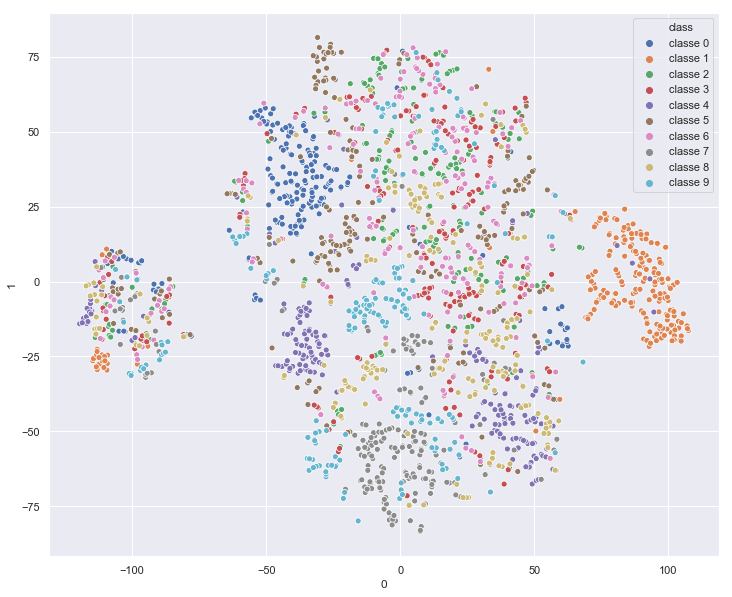 class
classe 0
classe 1
classe 2
classe 3
classe 4
classe 5
classe 6
classe 7
classe 8
classe 9
75
50
25
0
−25
−50
−75
1
−100
−50
0
50
100
0